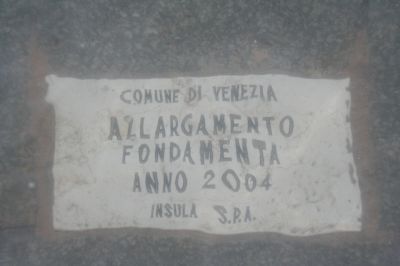 COMUNE DI VENEZIA
ALLARGAMENTO
FONDAMENTA
ANNO 2004
INSULA S.P.A.